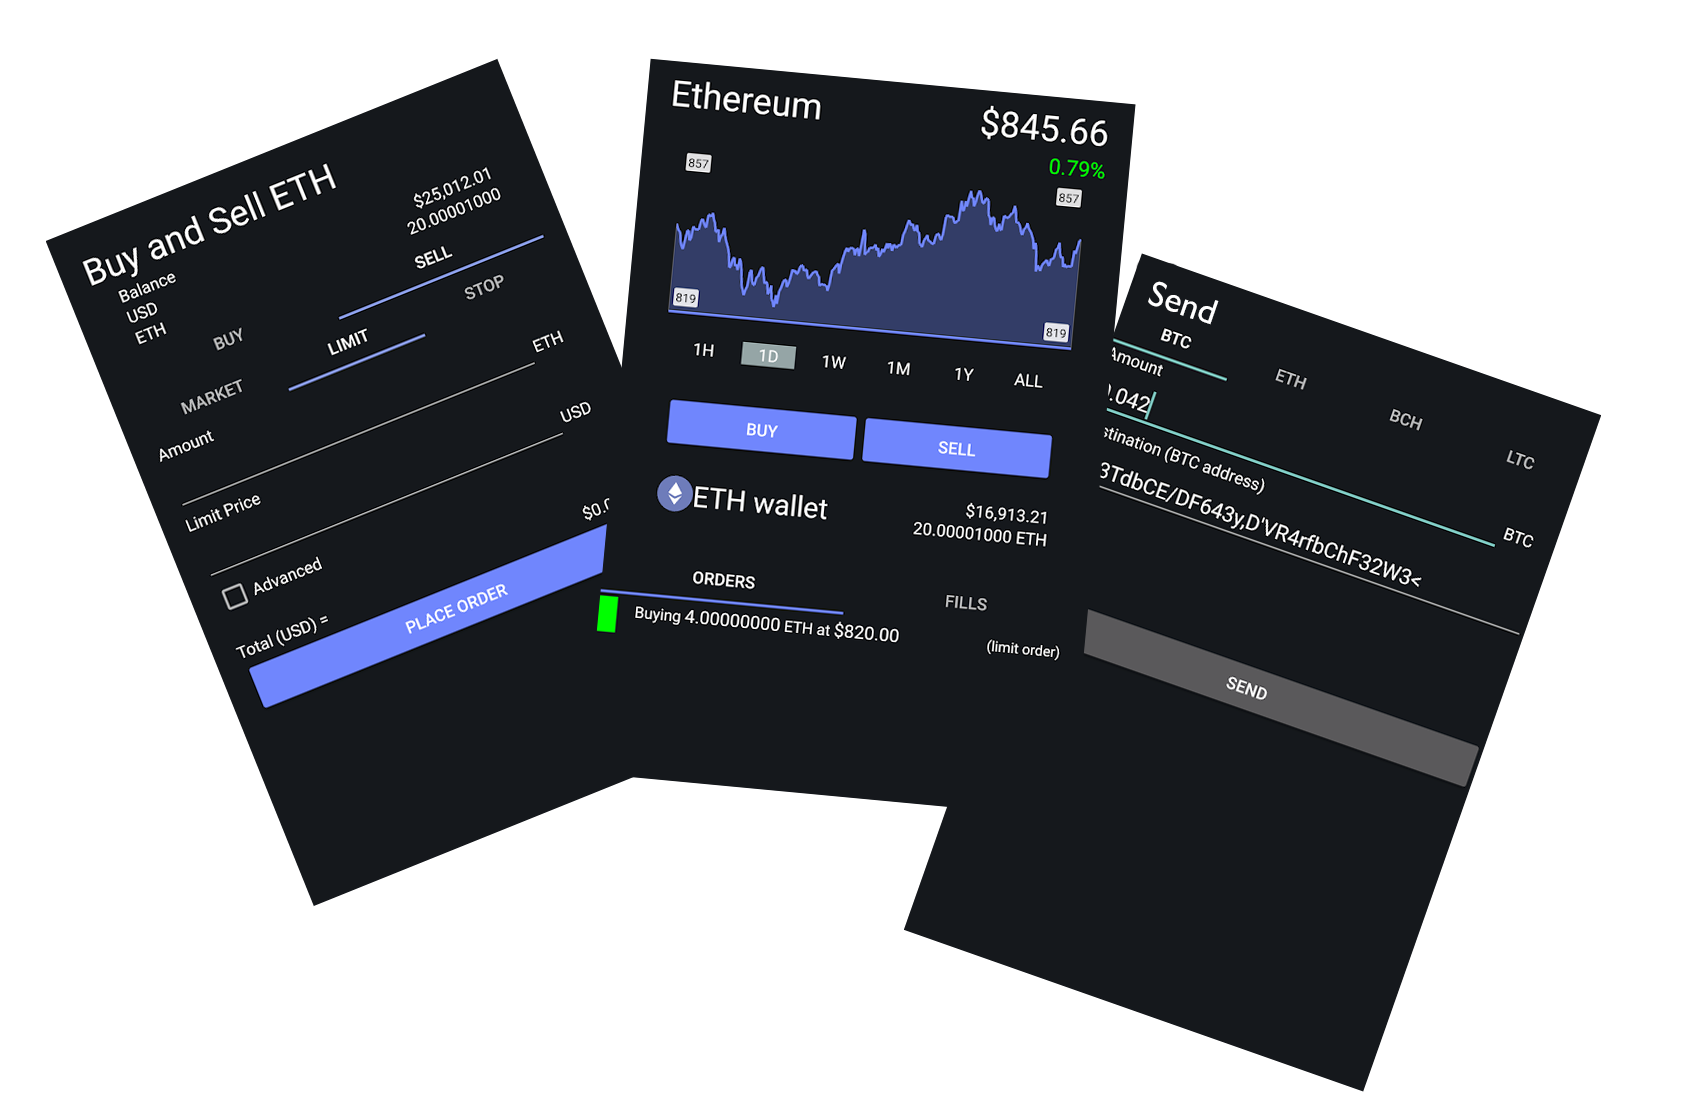 Buy and Sell ETH
Balance
USD $25,012.01
ETH 20.00001000
BUY SELL
MARKET LIMIT STOP
Amount ETH
Limit Price USD
Advanced
Total (USD) = $0.0
PLACE ORDER
Ethereum $845.66
0.79%
857 857
819 819
1H 1D 1W 1M 1Y ALL
BUY SELL
ETH wallet $16,913.21
20.00001000 ETH
ORDERS FILLS
Buying 4.00000000 ETH at $820.00
(limit order)
Send
BTC ETH BCH LTC
Amount
.042 BTC
stination (BTC address)
3TdbCE/DF643y,D'VR4rfbChF32W3<
SEND